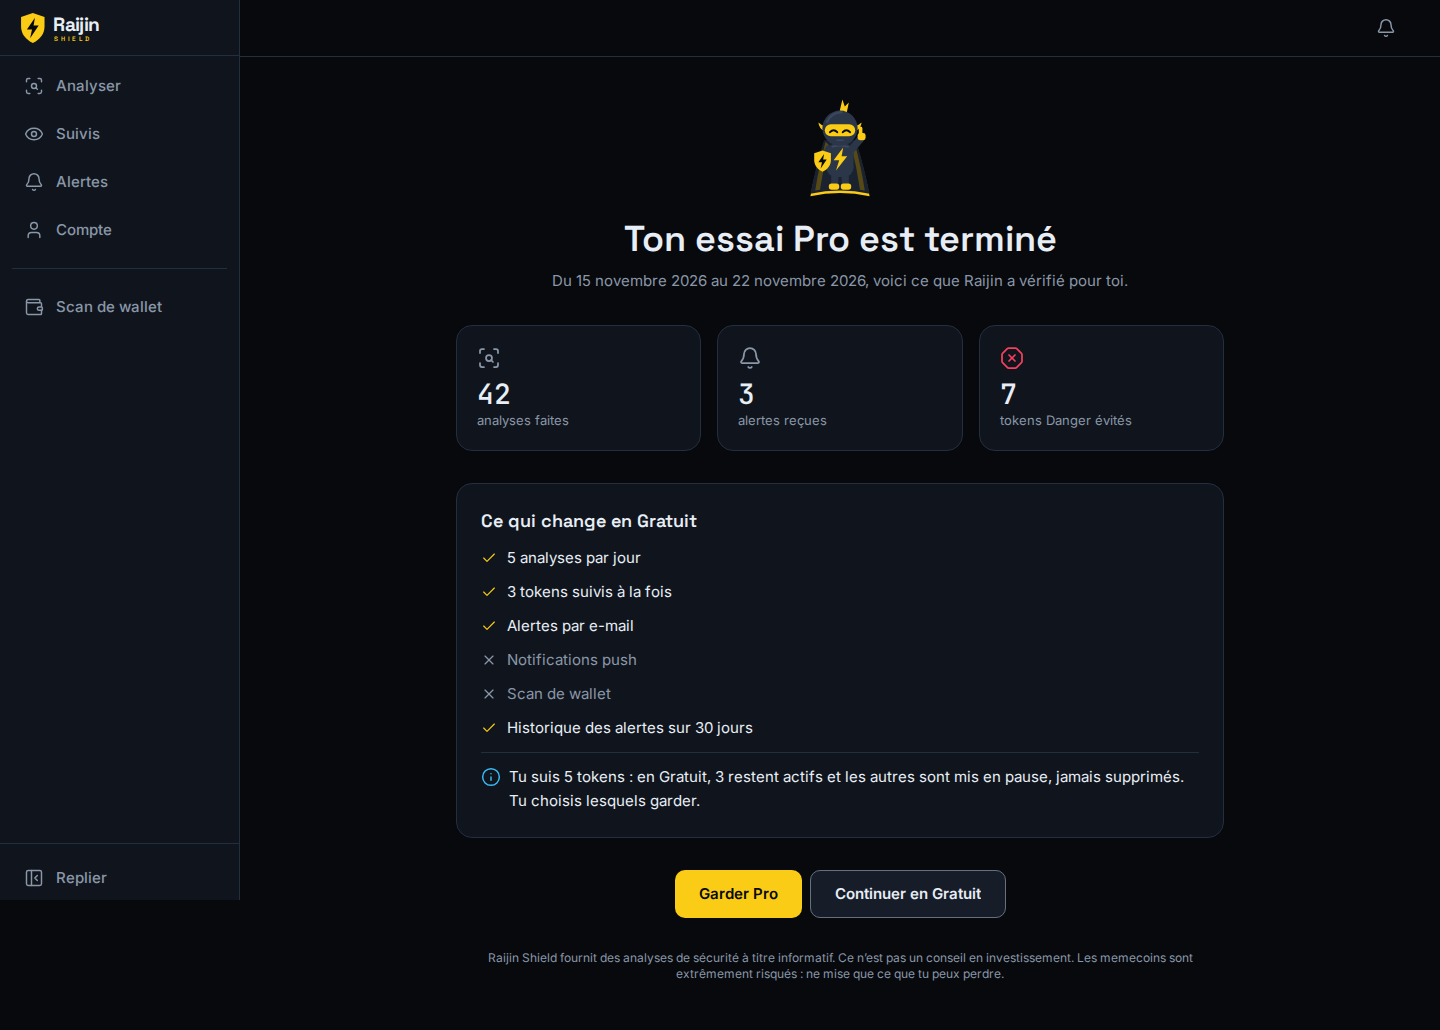 Raijin
SHIELD
Analyser
Suivis
Alertes
Compte
Scan de wallet
Replier
Ton essai Pro est terminé
Du 15 novembre 2026 au 22 novembre 2026, voici ce que Raijin a vérifié pour toi.
42
analyses faites
3
alertes reçues
7
tokens Danger évités
Ce qui change en Gratuit
5 analyses par jour
3 tokens suivis à la fois
Alertes par e-mail
Notifications push
Scan de wallet
Historique des alertes sur 30 jours
Tu suis 5 tokens : en Gratuit, 3 restent actifs et les autres sont mis en pause, jamais supprimés.
Tu choisis lesquels garder.
Garder Pro
Continuer en Gratuit
Raijin Shield fournit des analyses de sécurité à titre informatif. Ce n’est pas un conseil en investissement. Les memecoins sont
extrêmement risqués : ne mise que ce que tu peux perdre.